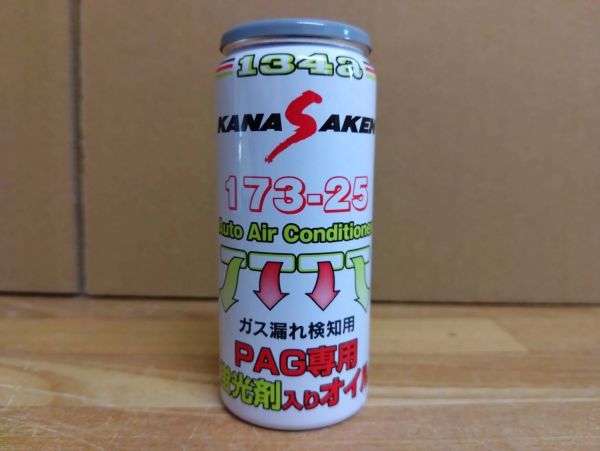 134a
KANASAKEN
173-25
Auto Air Conditioner
ガス漏れ検知用
PAG専用
蛍光剤入りオイル